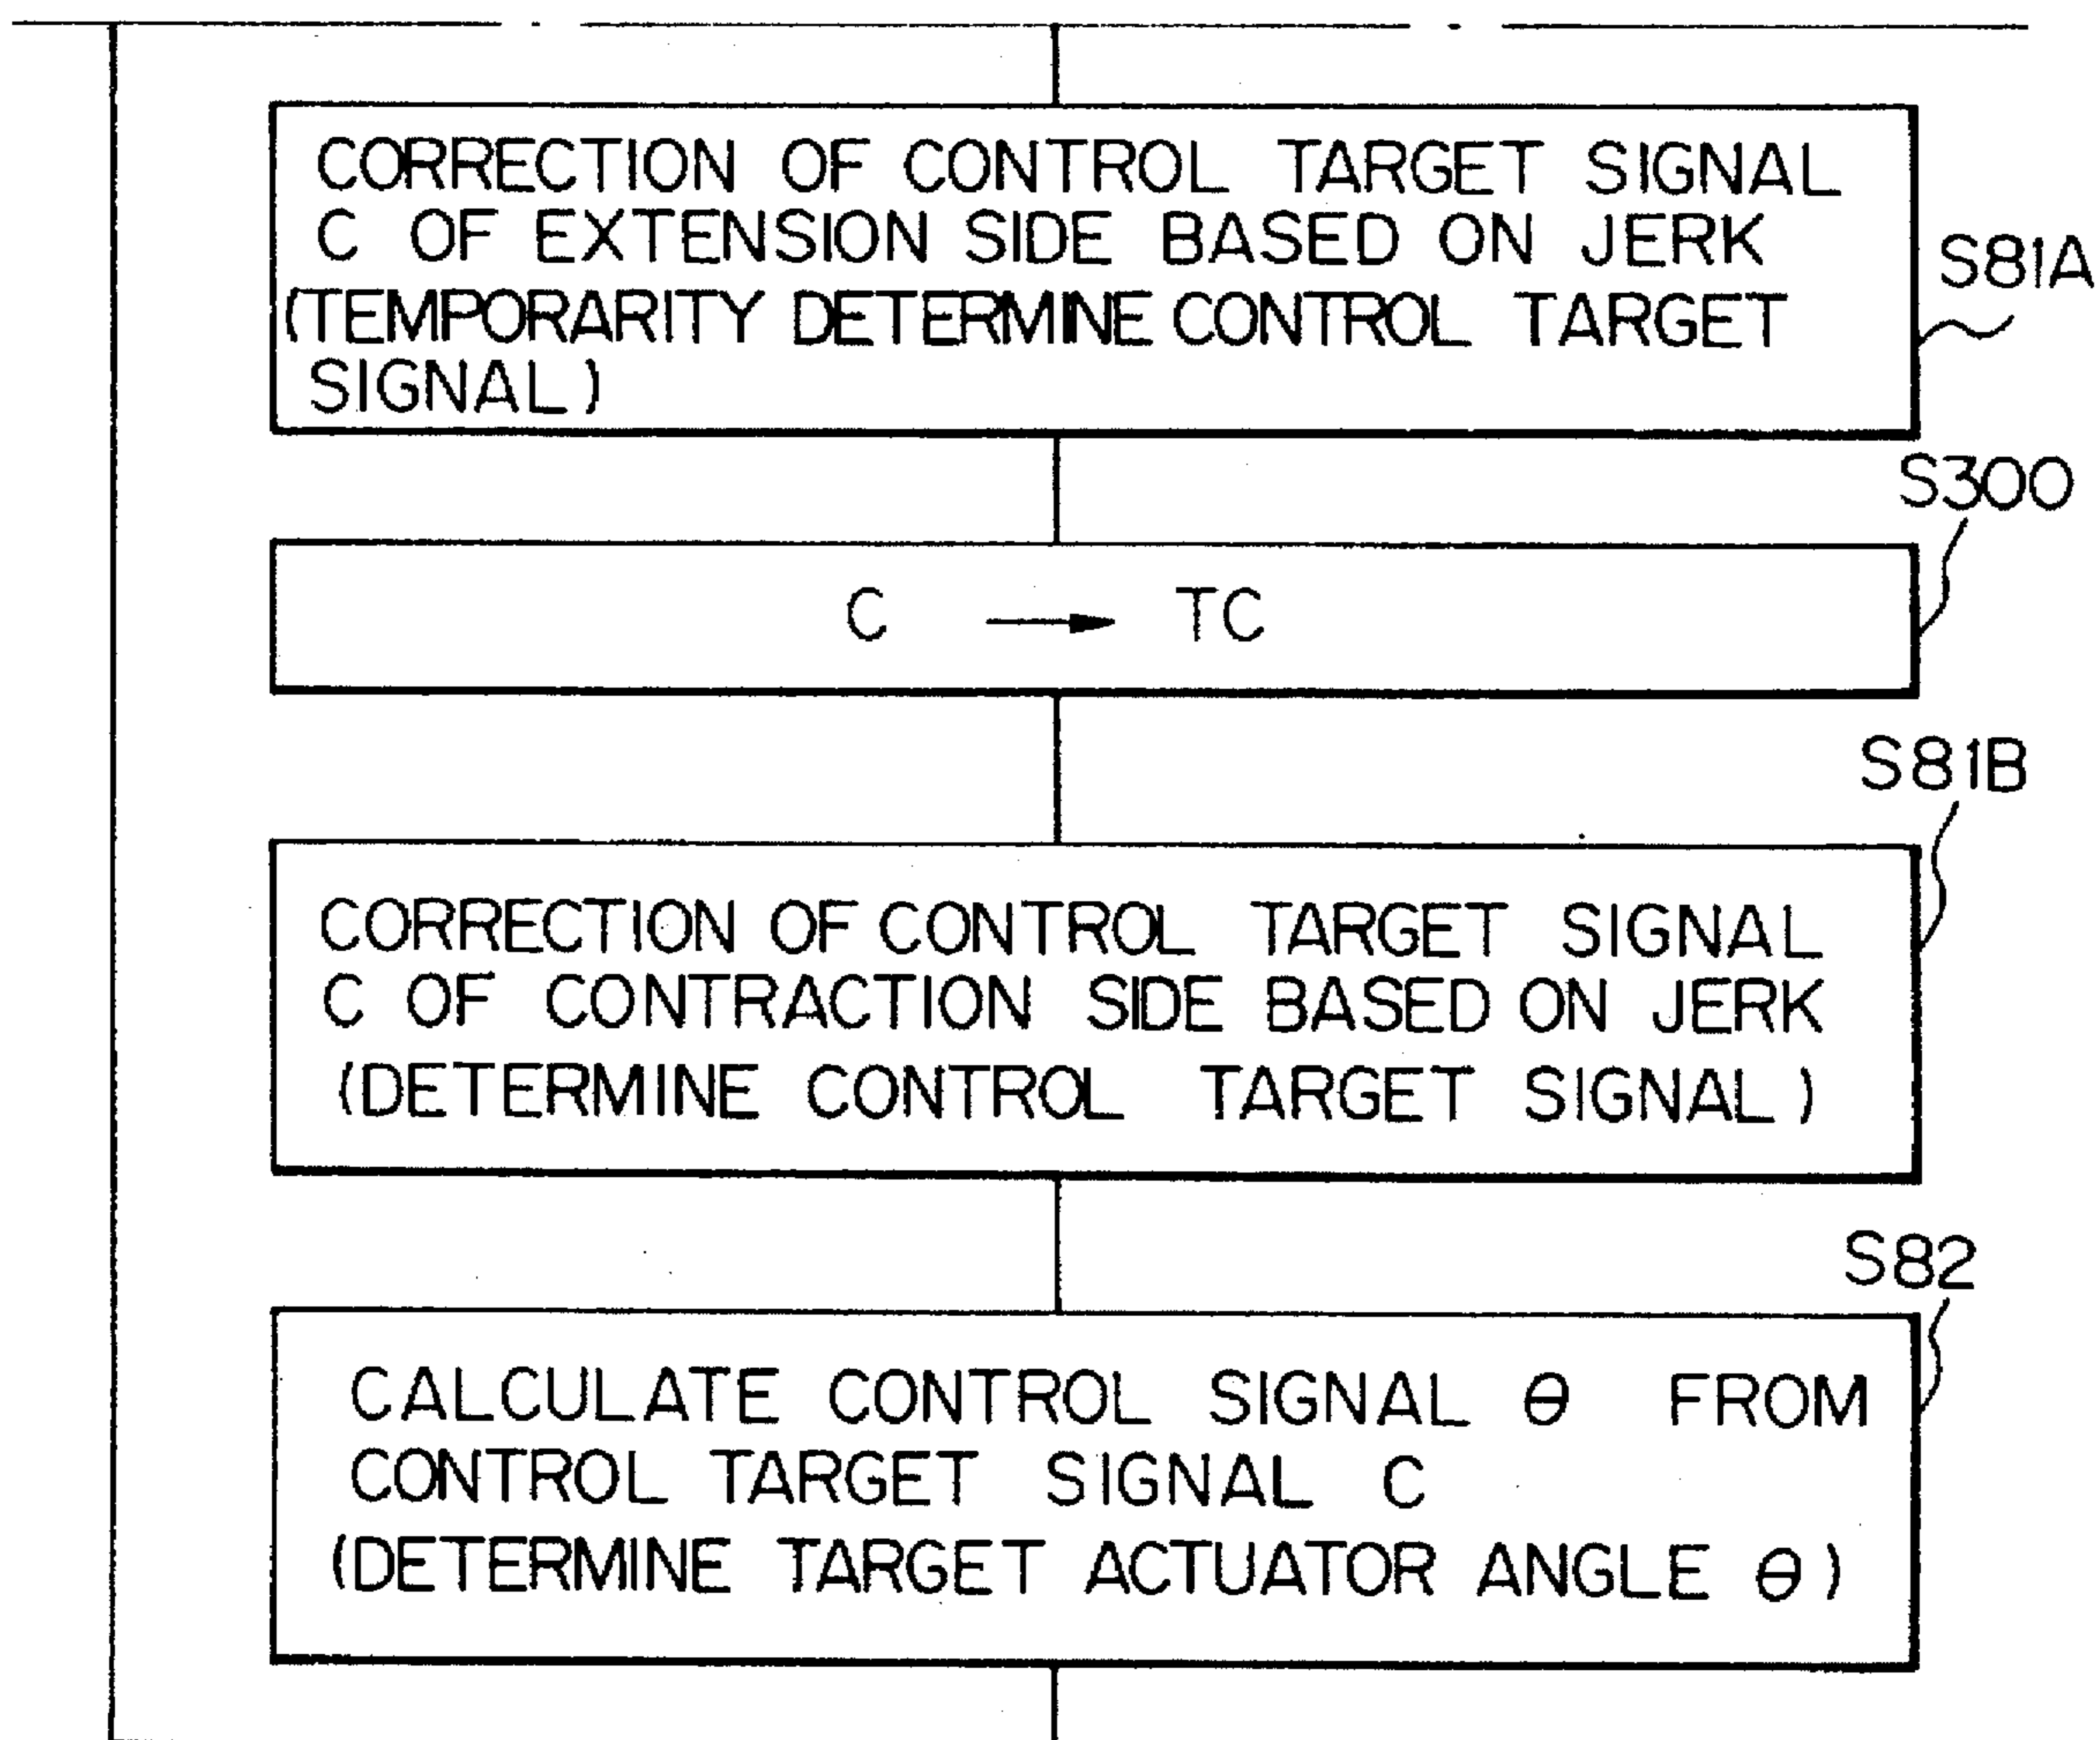 CORRECTION OF CONTROL TARGET SIGNAL
C OF EXTENSION SIDE BASED ON JERK
(TEMPORARITY DETERMINE CONTROL TARGET
SIGNAL)
S81A
S300
C → TC
S81B
CORRECTION OF CONTROL TARGET SIGNAL
C OF CONTRACTION SIDE BASED ON JERK
(DETERMINE CONTROL TARGET SIGNAL)
S82
CALCULATE CONTROL SIGNAL θ FROM
CONTROL TARGET SIGNAL C
(DETERMINE TARGET ACTUATOR ANGLE θ)